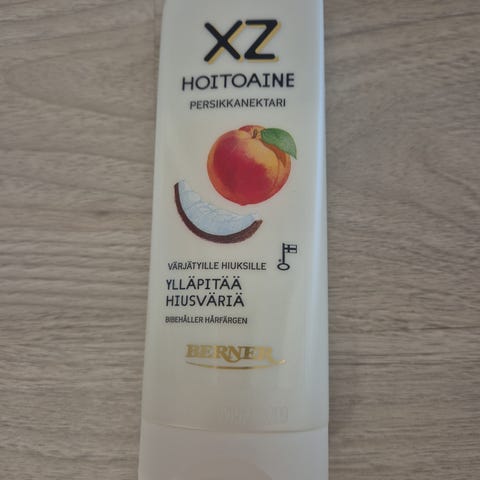 XZ
HOITOAINE
PERSIKKANEKTARI
VÄRJÄTYILLE HIUKSILLE
YLLÄPITÄÄ
HIUSVÄRIÄ
BIBEHÅLLER HÅRFÄRGEN
BERNER